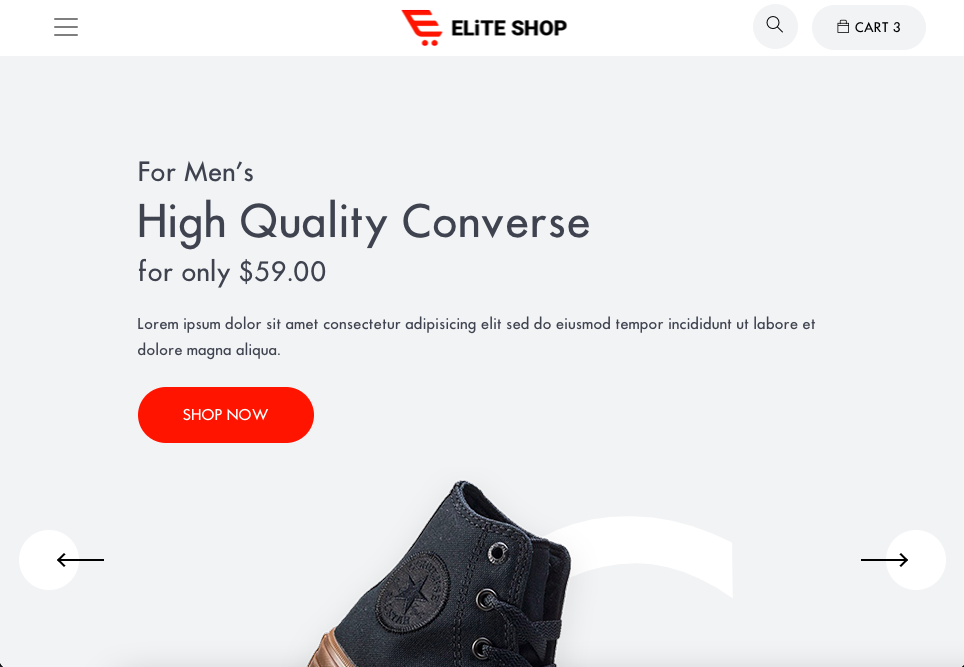 ELiTE SHOP
CART 3
For Men's
High Quality Converse
for only $59.00
Lorem ipsum dolor sit amet consectetur adipisicing elit sed do eiusmod tempor incididunt ut labore et
dolore magna aliqua.
SHOP NOW